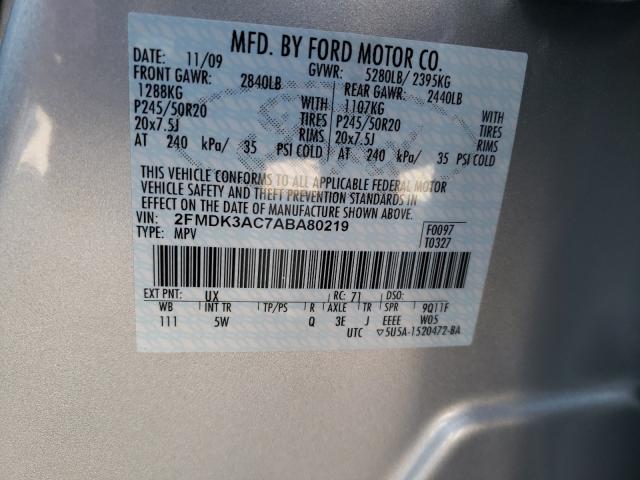 MFD. BY FORD MOTOR CO.
DATE: 11/09 GVWR: 5280LB/ 2395KG
FRONT GAWR: 2840LB REAR GAWR: 2440LB
1288KG WITH 1107KG WITH
P245/50R20 TIRES P245/50R20 TIRES
20x7.5J RIMS 20x7.5J RIMS
AT 240 kPa/ 35 PSI COLD AT 240 kPa/ 35 PSI COLD
THIS VEHICLE CONFORMS TO ALL APPLICABLE FEDERAL MOTOR
VEHICLE SAFETY AND THEFT PREVENTION STANDARDS IN
EFFECT ON THE DATE OF MANUFACTURE SHOWN ABOVE.
VIN: 2FMDK3AC7ABA80219 F0097
TYPE: MPV T0327
EXT PNT: UX RC: 71 DSO:
WB INT TR TP/PS R AXLE TR SPR 9Q11F
111 5W Q 3E J EEEE W05
UTC ▽5U5A-1520472-BA